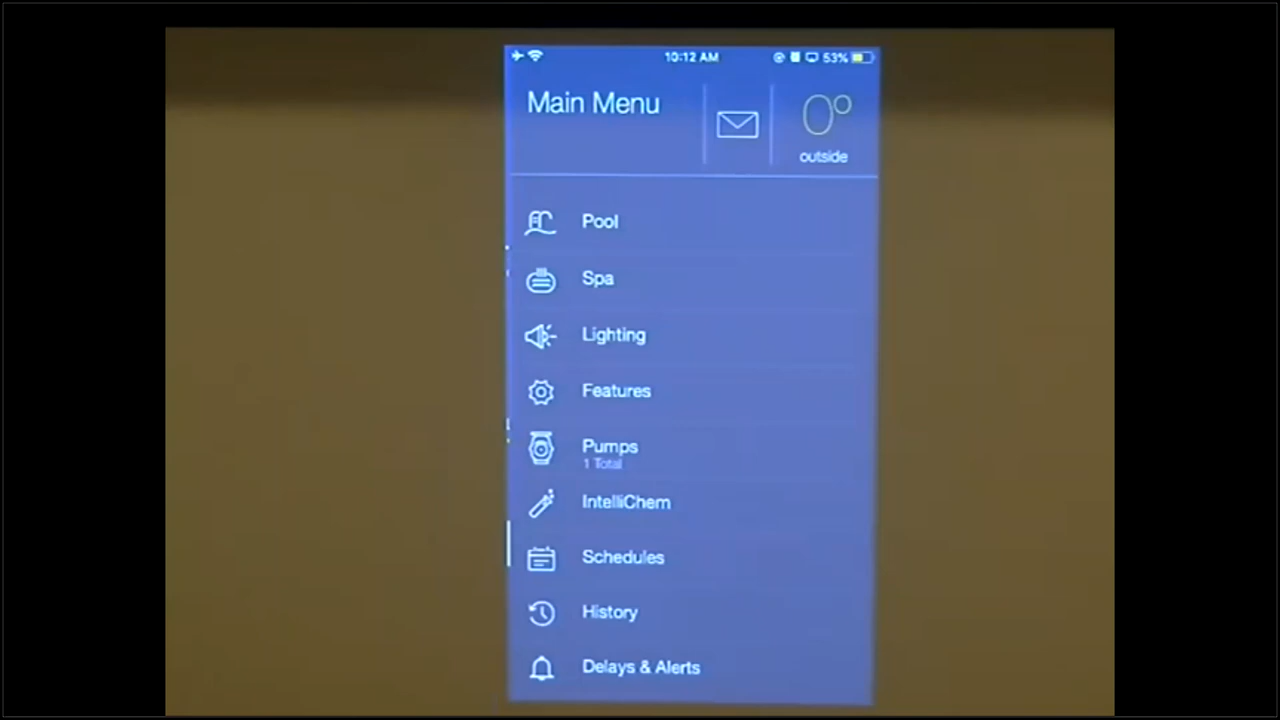 10:12 AM
53%
Main Menu
0°
outside
Pool
Spa
Lighting
Features
Pumps
1 Total
IntelliChem
Schedules
History
Delays & Alerts